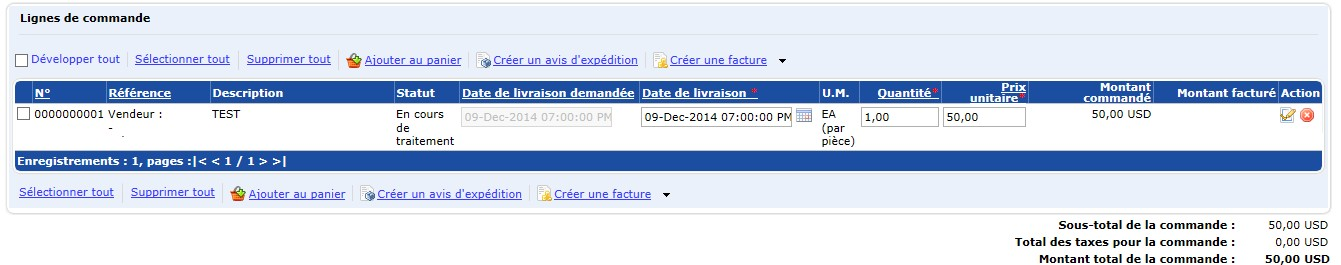 Lignes de commande
Développer tout Sélectionner tout Supprimer tout Ajouter au panier Créer un avis d'expédition Créer une facture
N° Référence Description Statut Date de livraison demandée Date de livraison * U.M. Quantité* Prix unitaire* Montant commandé Montant facturé Action
0000000001 Vendeur : TEST En cours de traitement 09-Dec-2014 07:00:00 PM 09-Dec-2014 07:00:00 PM EA (par pièce) 1,00 50,00 50,00 USD
-
Enregistrements : 1, pages :|< < 1 / 1 > >|
Sélectionner tout Supprimer tout Ajouter au panier Créer un avis d'expédition Créer une facture
Sous-total de la commande : 50,00 USD
Total des taxes pour la commande : 0,00 USD
Montant total de la commande : 50,00 USD